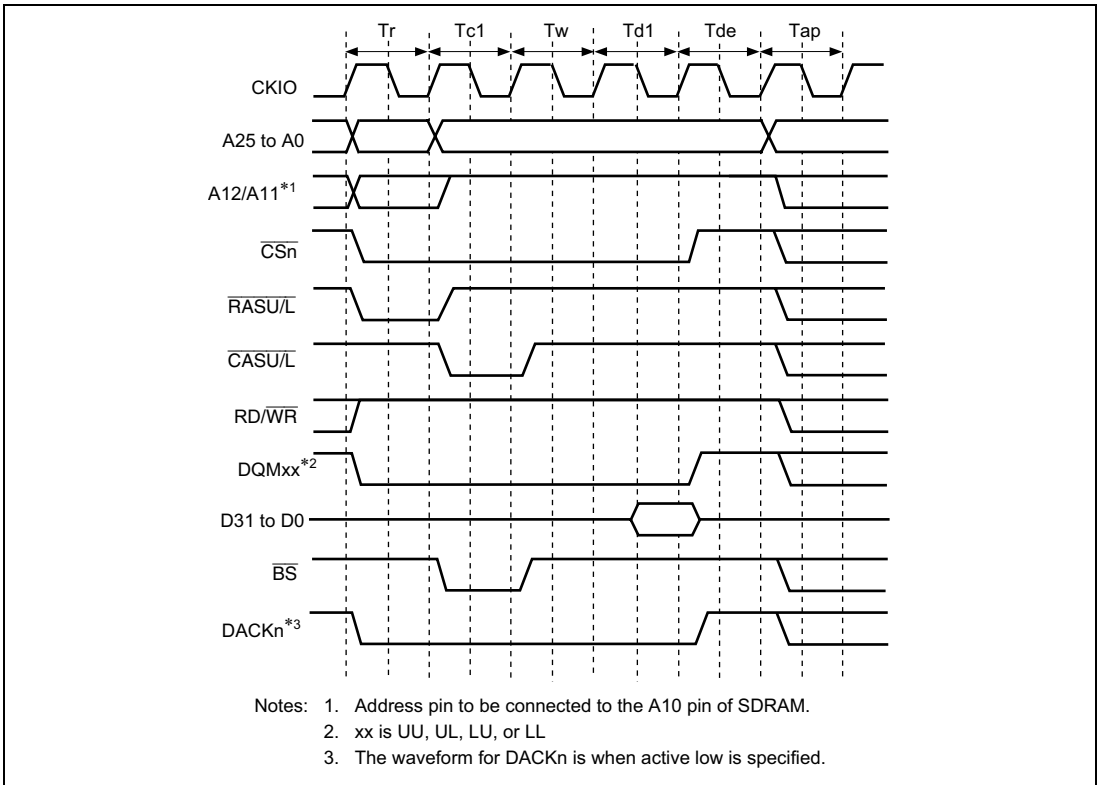 Tr Tc1 Tw Td1 Tde Tap
CKIO
A25 to A0
A12/A11*1
CSn
RASU/L
CASU/L
RD/WR
DQMxx*2
D31 to D0
BS
DACKn*3
Notes: 1. Address pin to be connected to the A10 pin of SDRAM.
2. xx is UU, UL, LU, or LL
3. The waveform for DACKn is when active low is specified.